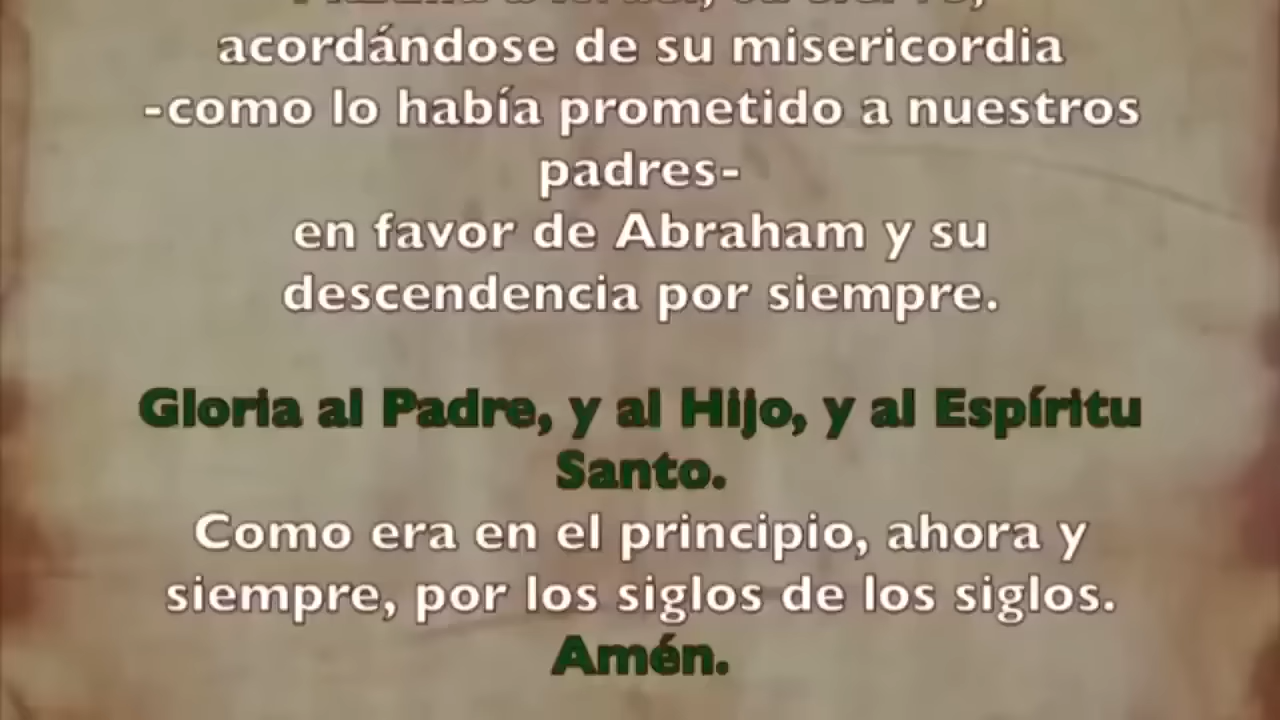 acordándose de su misericordia
-como lo había prometido a nuestros
padres-
en favor de Abraham y su
descendencia por siempre.
Gloria al Padre, y al Hijo, y al Espíritu
Santo.
Como era en el principio, ahora y
siempre, por los siglos de los siglos.
Amén.